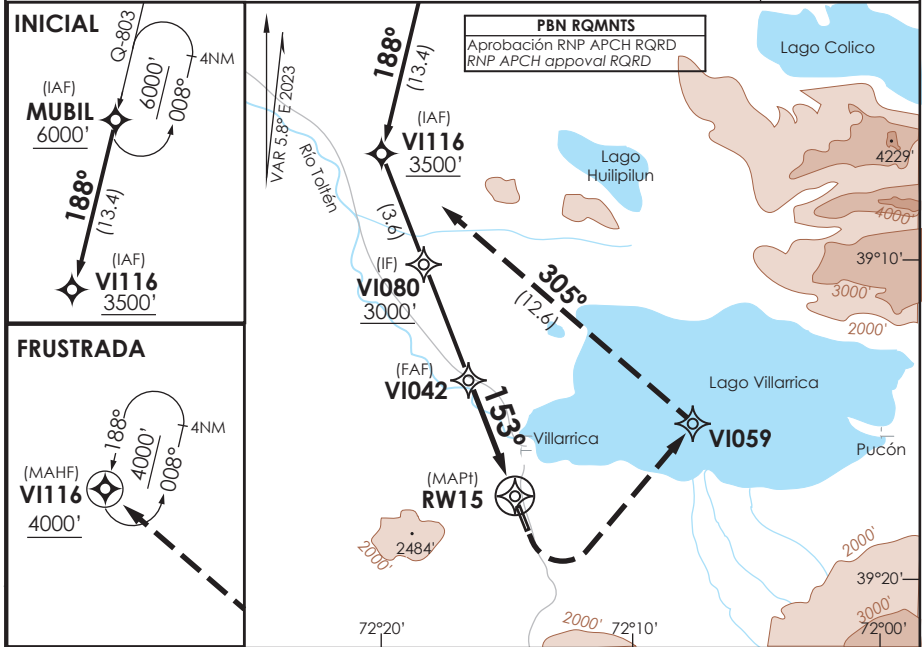 INICIAL
Q-803
4NM
(IAF)
MUBIL
6000'
6000'
008°
188°
(13.4)
(IAF)
VI116
3500'
FRUSTRADA
188°
4NM
4000'
008°
(MAHF)
VI116
4000'
VAR 5.8° E 2023
188°
(13.4)
PBN RQMNTS
Aprobación RNP APCH RQRD
RNP APCH appoval RQRD
Lago Colico
(IAF)
VI116
3500'
Río Toltén
Lago
Huilipilun
4229'
4000'
(3.6)
(IF)
VI080
3000'
305°
(12.6)
39°10'
3000'
2000'
(FAF)
VI042
153°
Lago Villarrica
Villarrica
VI059
Pucón
(MAPt)
RW15
2000'
2484'
2000'
39°20'
2000'
3000'
72°20'
72°10'
72°00'